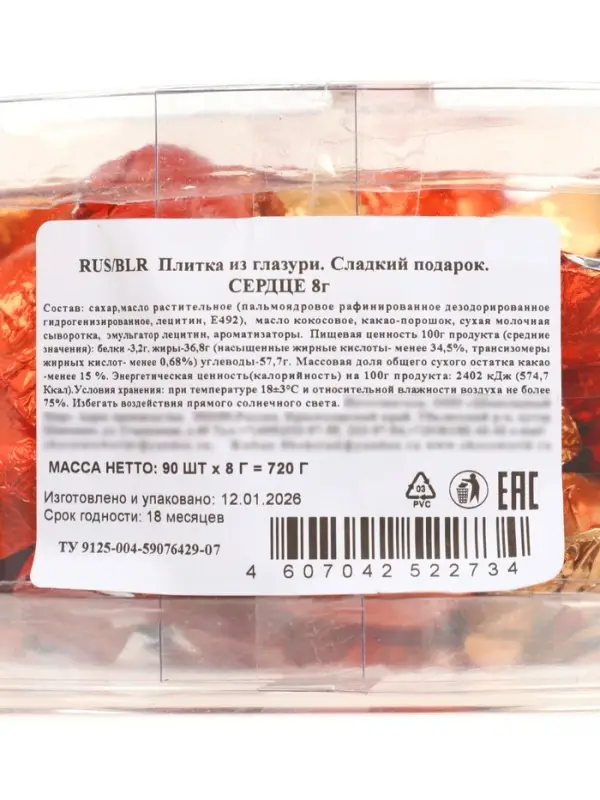 RUS/BLR Плитка из глазури. Сладкий подарок.
СЕРДЦЕ 8г
Состав: сахар,масло растительное (пальмоядровое рафинированное дезодорированное
гидрогенизированное, лецитин, Е492), масло кокосовое, какао-порошок, сухая молочная
сыворотка, эмульгатор лецитин, ароматизаторы. Пищевая ценность 100г продукта (средние
значения): белки -3,2г. жиры-36,8г (насыщенные жирные кислоты- менее 34,5%, трансизомеры
жирных кислот- менее 0,68%) углеводы-57,7г. Массовая доля общего сухого остатка какао
-менее 15 %. Энергетическая ценность(калорийность) на 100г продукта: 2402 кДж (574,7
Ккал).Условия хранения: при температуре 18±3°С и относительной влажности воздуха не более
75%. Избегать воздействия прямого солнечного света.
МАССА НЕТТО: 90 ШТ х 8 Г = 720 Г
Изготовлено и упаковано: 12.01.2026
Срок годности: 18 месяцев
ТУ 9125-004-59076429-07
03
PVC
EAC
4 607042 522734